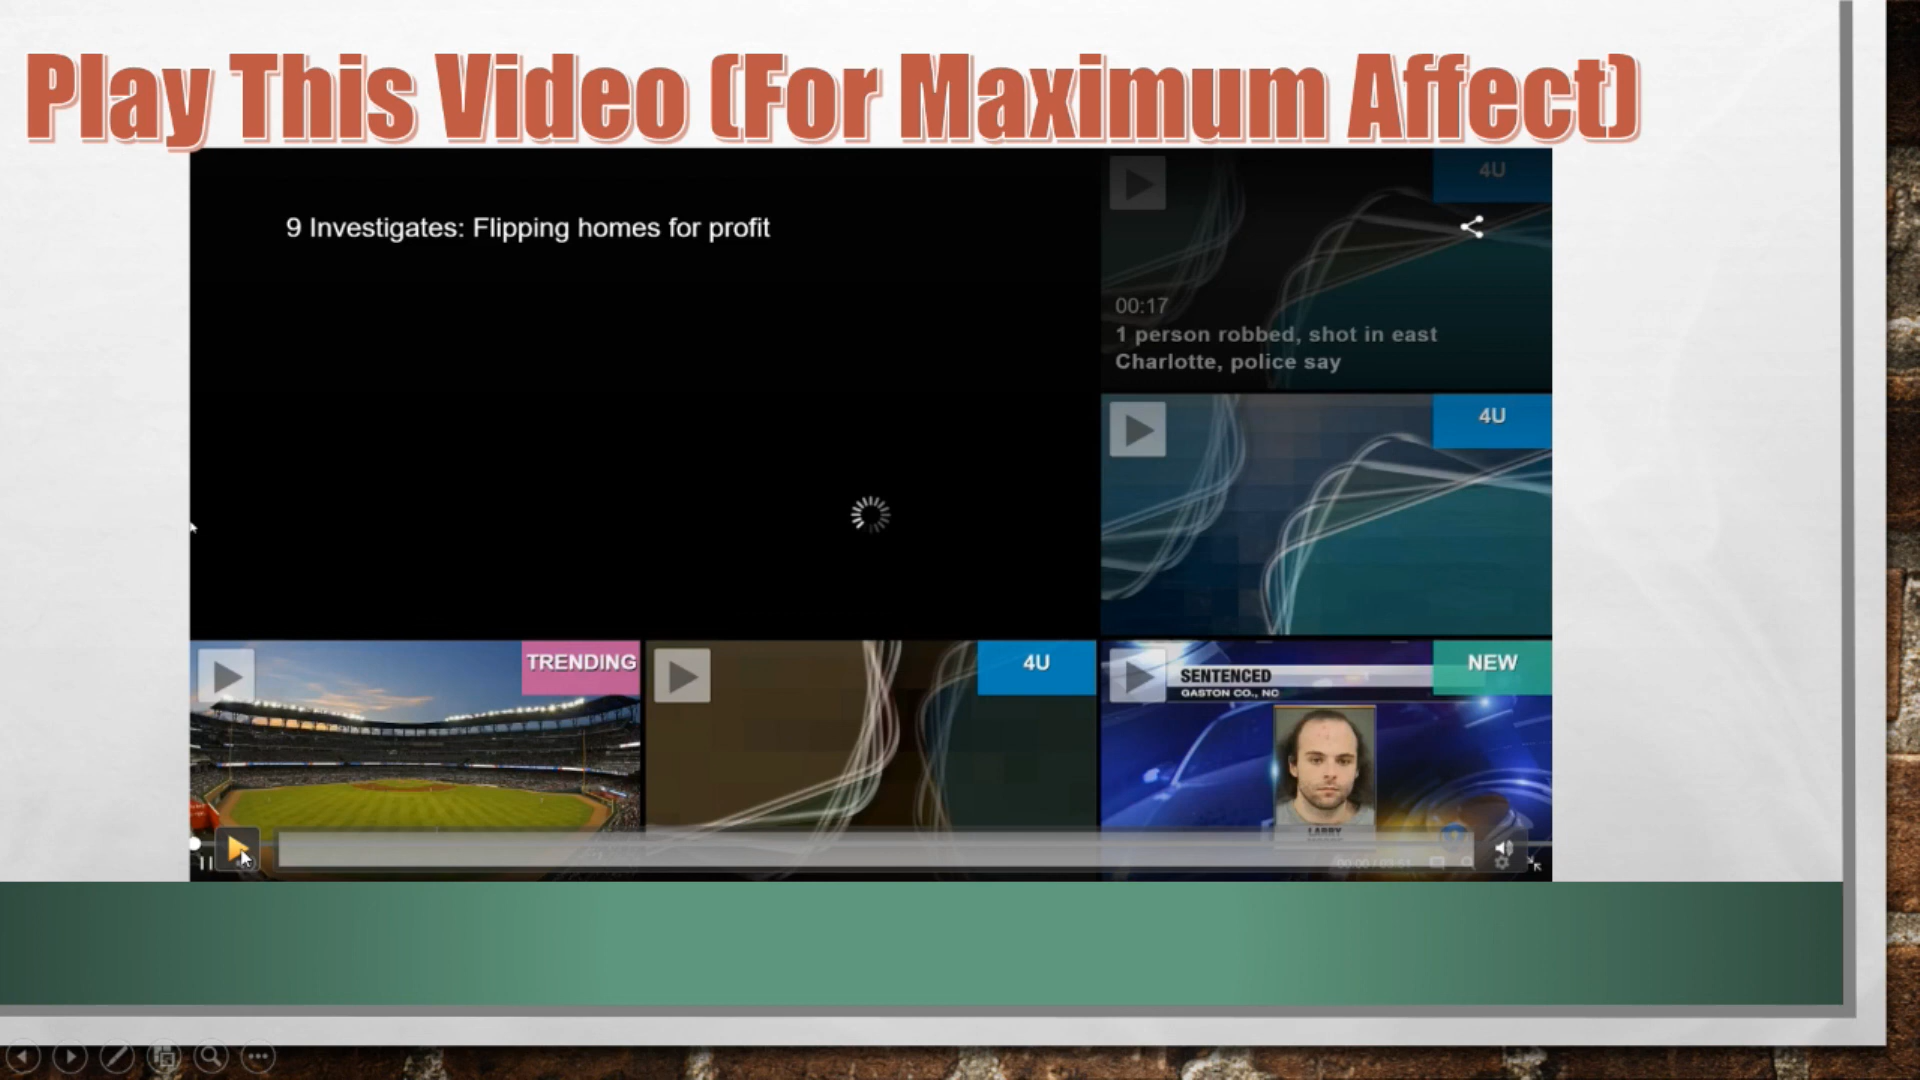 Play This Video (For Maximum Affect)
9 Investigates: Flipping homes for profit
4U
00:17
1 person robbed, shot in east
Charlotte, police say
4U
TRENDING
4U
NEW
SENTENCED
GASTON CO., NC
LARRY